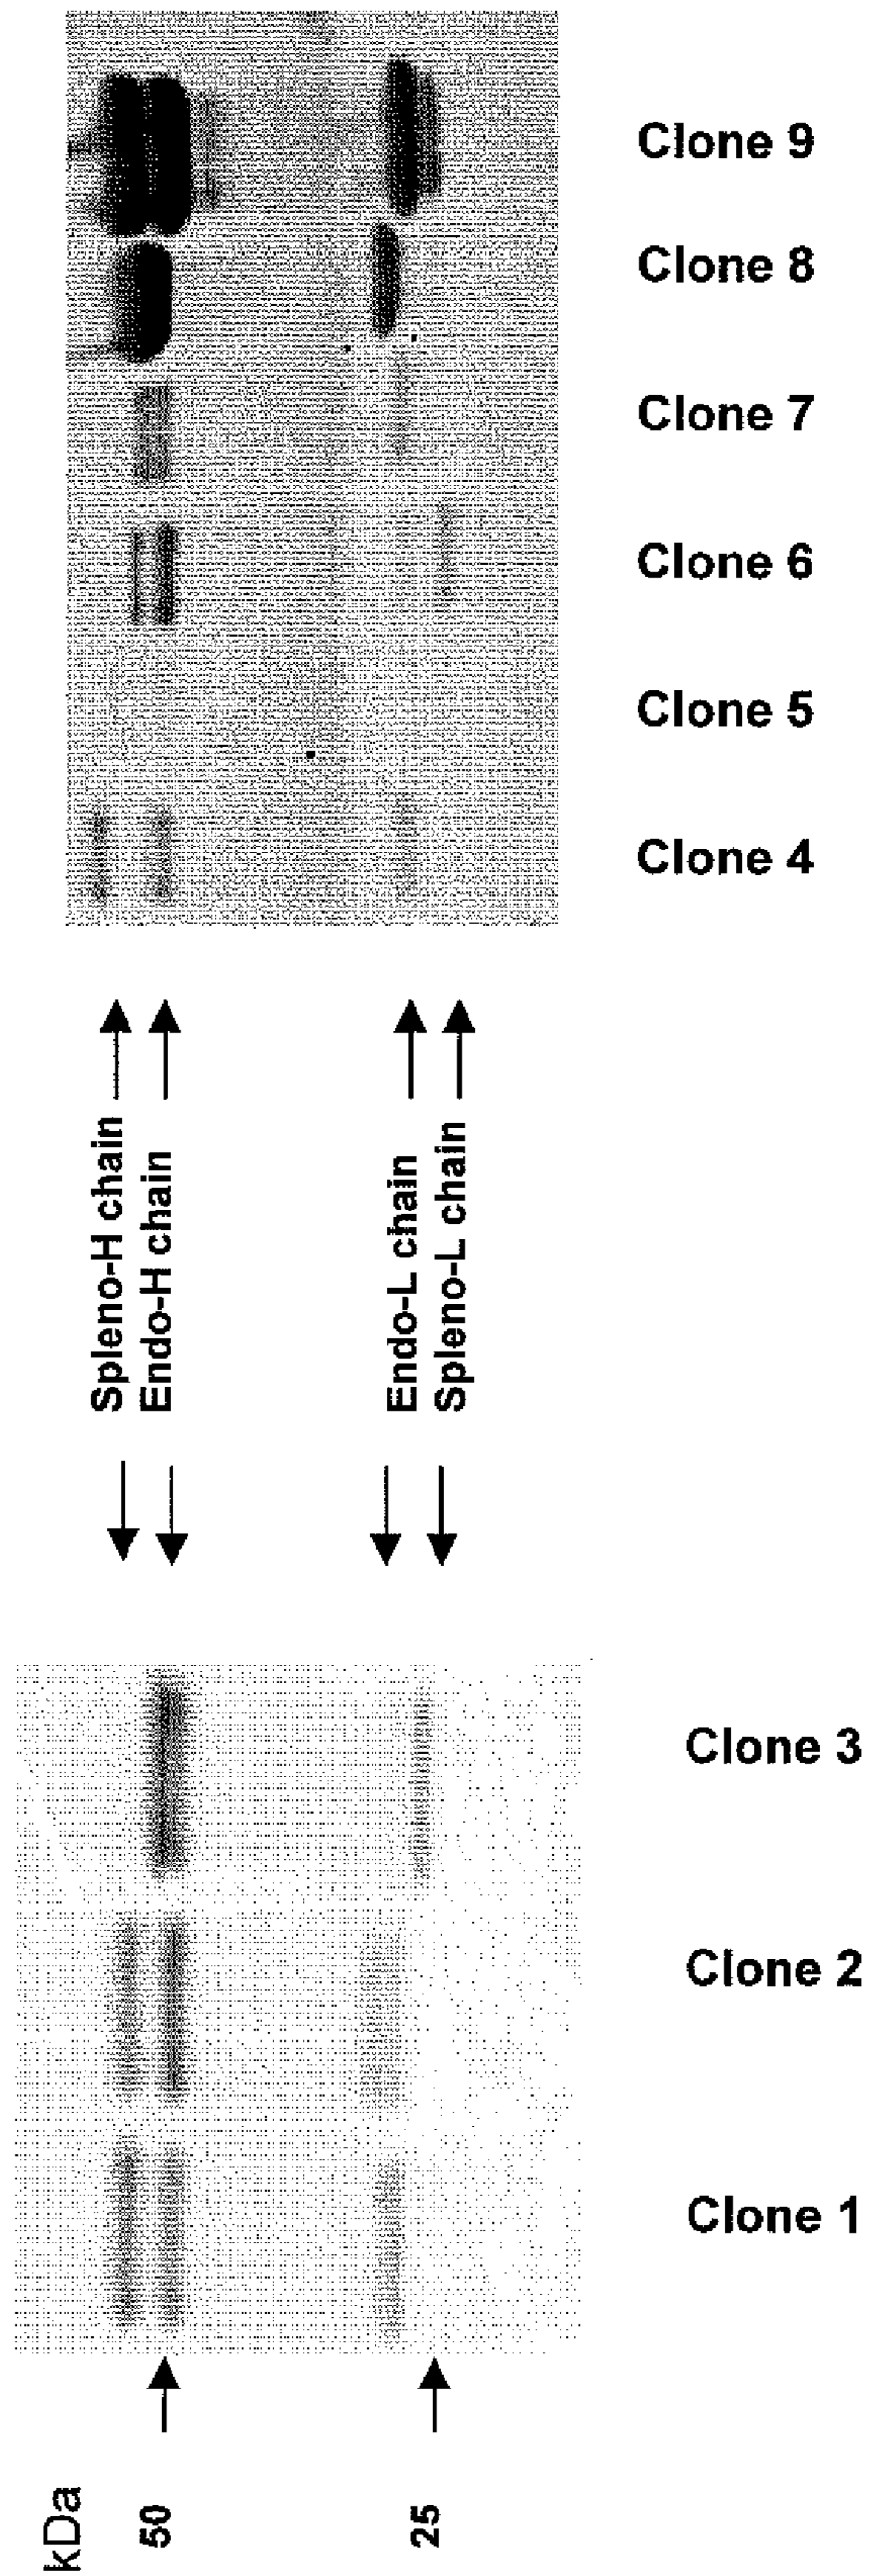 Clone 9
Clone 8
Clone 7
Clone 6
Clone 5
Clone 4
Spleno-H chain
Endo-H chain
Endo-L chain
Spleno-L chain
Clone 3
Clone 2
Clone 1
kDa
50
25